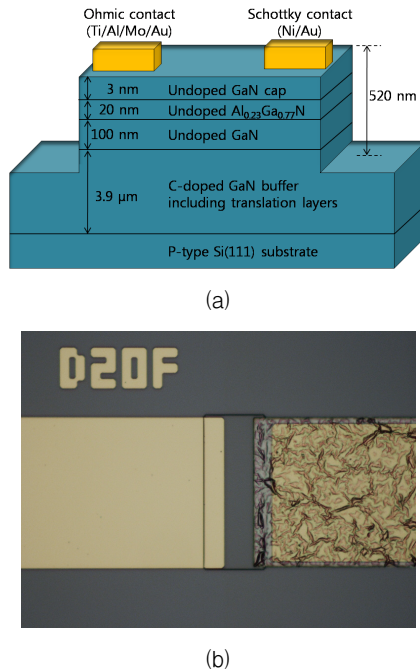 Ohmic contact
(Ti/Al/Mo/Au)
Schottky contact
(Ni/Au)
3 nm
Undoped GaN cap
20 nm
Undoped Al0.23Ga0.77N
100 nm
Undoped GaN
520 nm
3.9 μm
C-doped GaN buffer
including translation layers
P-type Si(111) substrate
(a)
D20F
(b)